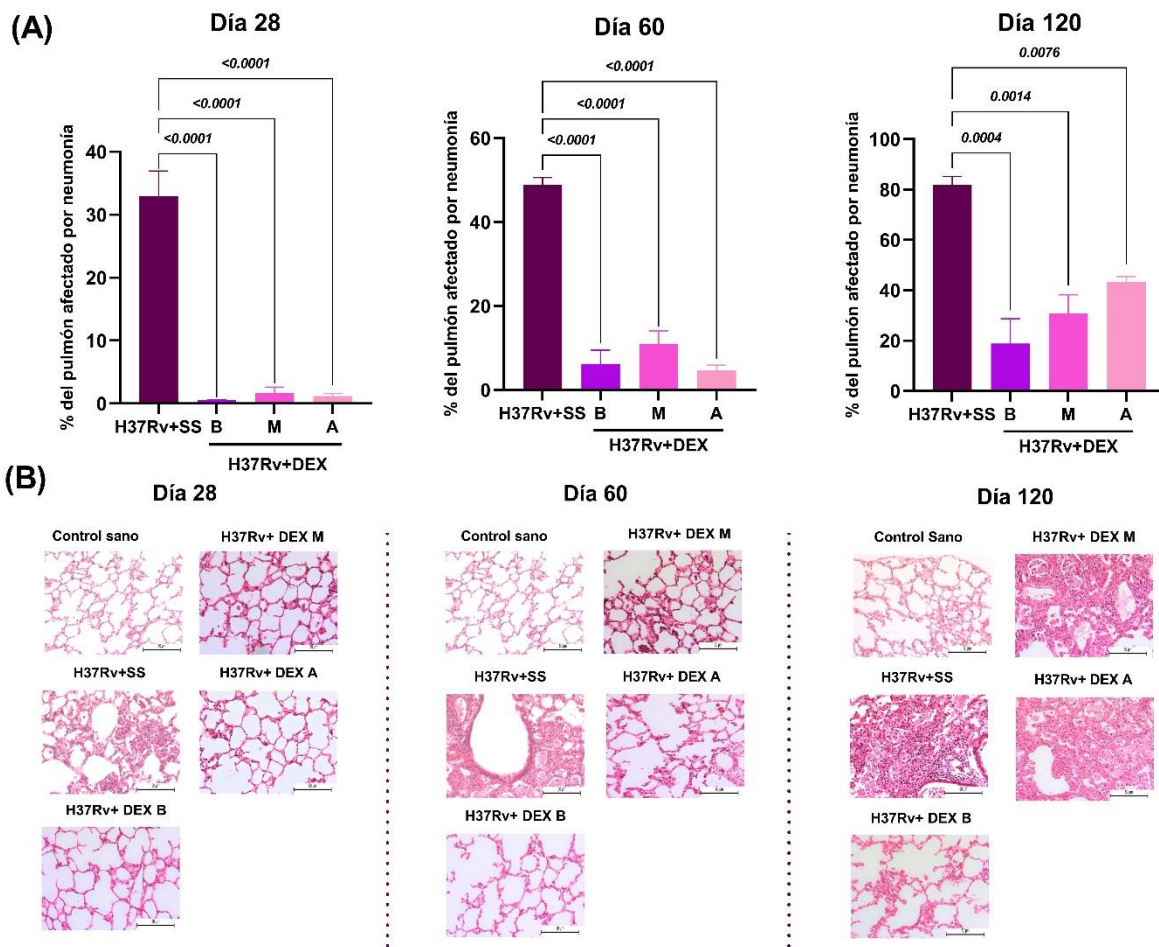 (A)
Día 28
% del pulmón afectado por neumonía
<0.0001
<0.0001
<0.0001
40
30
20
10
0
H37Rv+SS B M A
H37Rv+DEX
Día 60
% del pulmón afectado por neumonía
<0.0001
<0.0001
<0.0001
60
40
20
0
H37Rv+SS B M A
H37Rv+DEX
Día 120
% del pulmón afectado por neumonía
0.0076
0.0014
0.0004
100
80
60
40
20
0
H37Rv+SS B M A
H37Rv+DEX
(B)
Día 28
Control sano
H37Rv+ DEX M
H37Rv+SS
H37Rv+ DEX A
H37Rv+ DEX B
Día 60
Control sano
H37Rv+ DEX M
H37Rv+SS
H37Rv+ DEX A
H37Rv+ DEX B
Día 120
Control Sano
H37Rv+ DEX M
H37Rv+SS
H37Rv+ DEX A
H37Rv+ DEX B